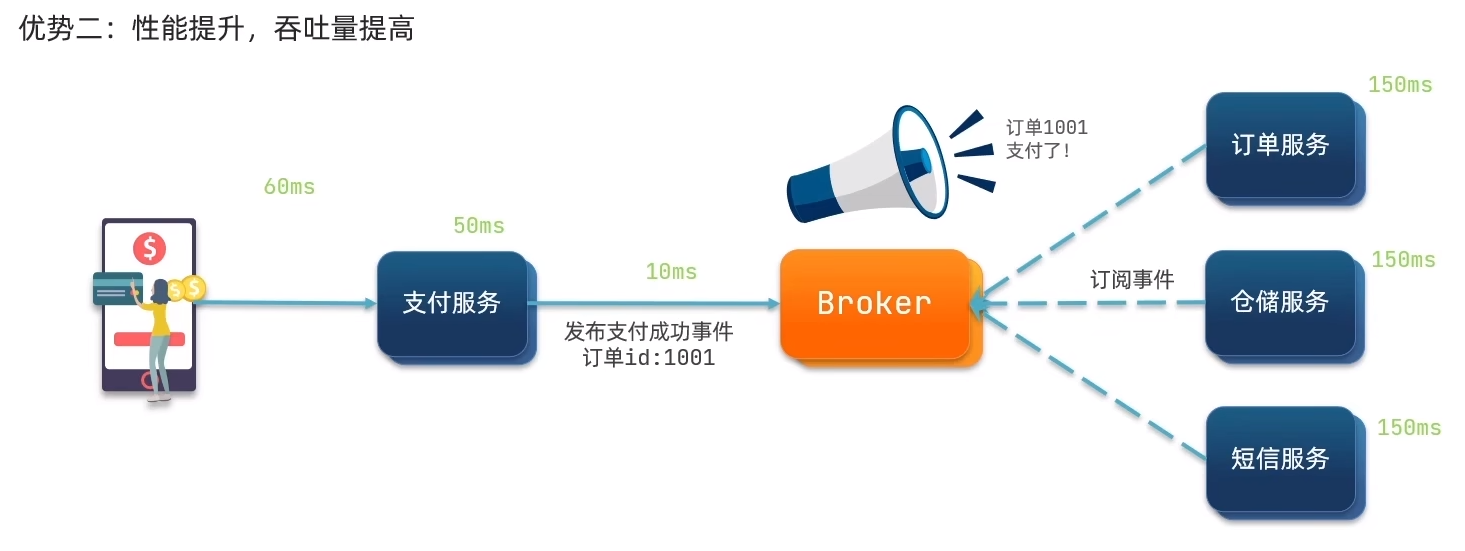 优势二：性能提升，吞吐量提高
150ms
订单1001
支付了!
订单服务
60ms
50ms
10ms
150ms
支付服务
Broker
订阅事件
仓储服务
发布支付成功事件
订单id:1001
150ms
短信服务
$
$
$